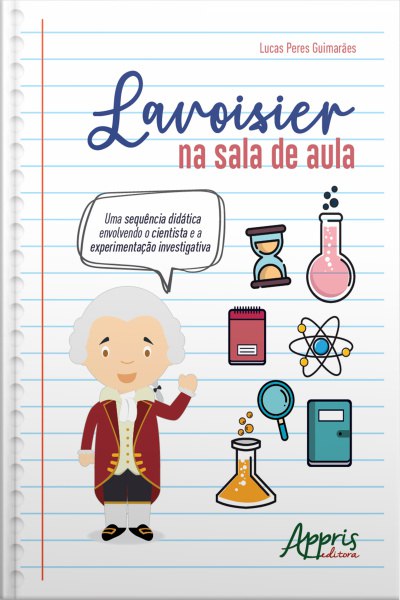 Lucas Peres Guimarães
Lavoisier
na sala de aula
Uma sequência didática
envolvendo o cientista e a
experimentação investigativa
Appris
editora